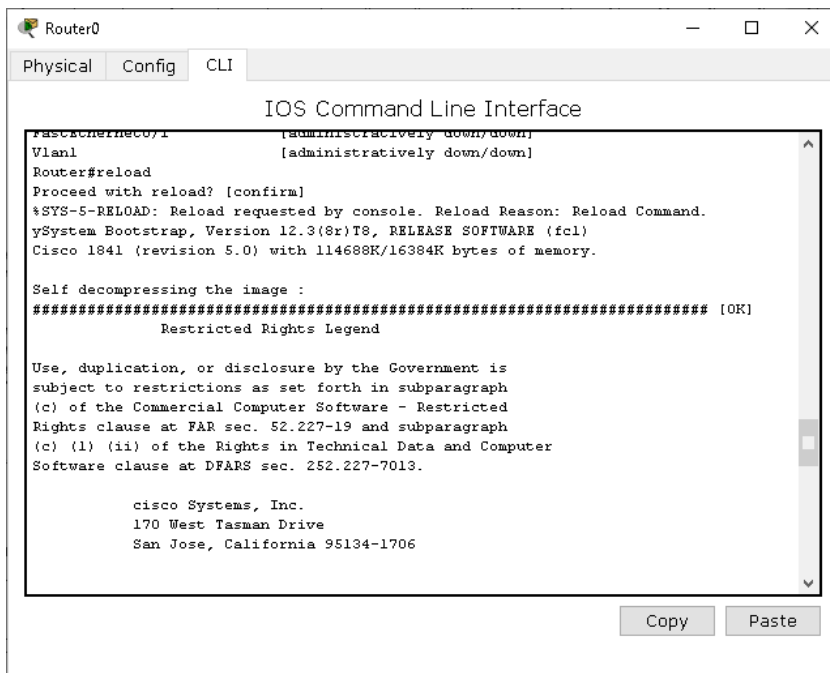 Router0
Physical Config CLI
IOS Command Line Interface
[administratively down/down]
Vlan1 [administratively down/down]
Router#reload
Proceed with reload? [confirm]
%SYS-5-RELOAD: Reload requested by console. Reload Reason: Reload Command.
ySystem Bootstrap, Version 12.3(8r)T8, RELEASE SOFTWARE (fc1)
Cisco 1841 (revision 5.0) with 114688K/16384K bytes of memory.
Self decompressing the image :
########################################################################## [OK]
Restricted Rights Legend
Use, duplication, or disclosure by the Government is
subject to restrictions as set forth in subparagraph
(c) of the Commercial Computer Software - Restricted
Rights clause at FAR sec. 52.227-19 and subparagraph
(c) (1) (ii) of the Rights in Technical Data and Computer
Software clause at DFARS sec. 252.227-7013.
cisco Systems, Inc.
170 West Tasman Drive
San Jose, California 95134-1706
Copy Paste